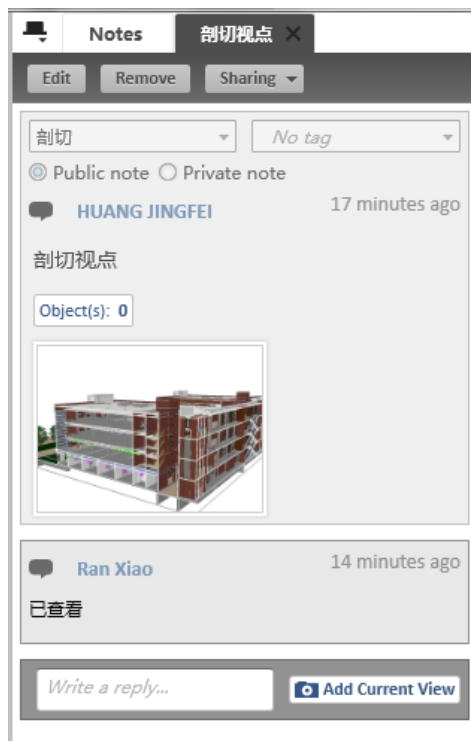 Notes 剖切视点
Edit Remove Sharing
剖切 No tag
Public note Private note
HUANG JINGFEI 17 minutes ago
剖切视点
Object(s): 0
Ran Xiao 14 minutes ago
已查看
Write a reply... Add Current View